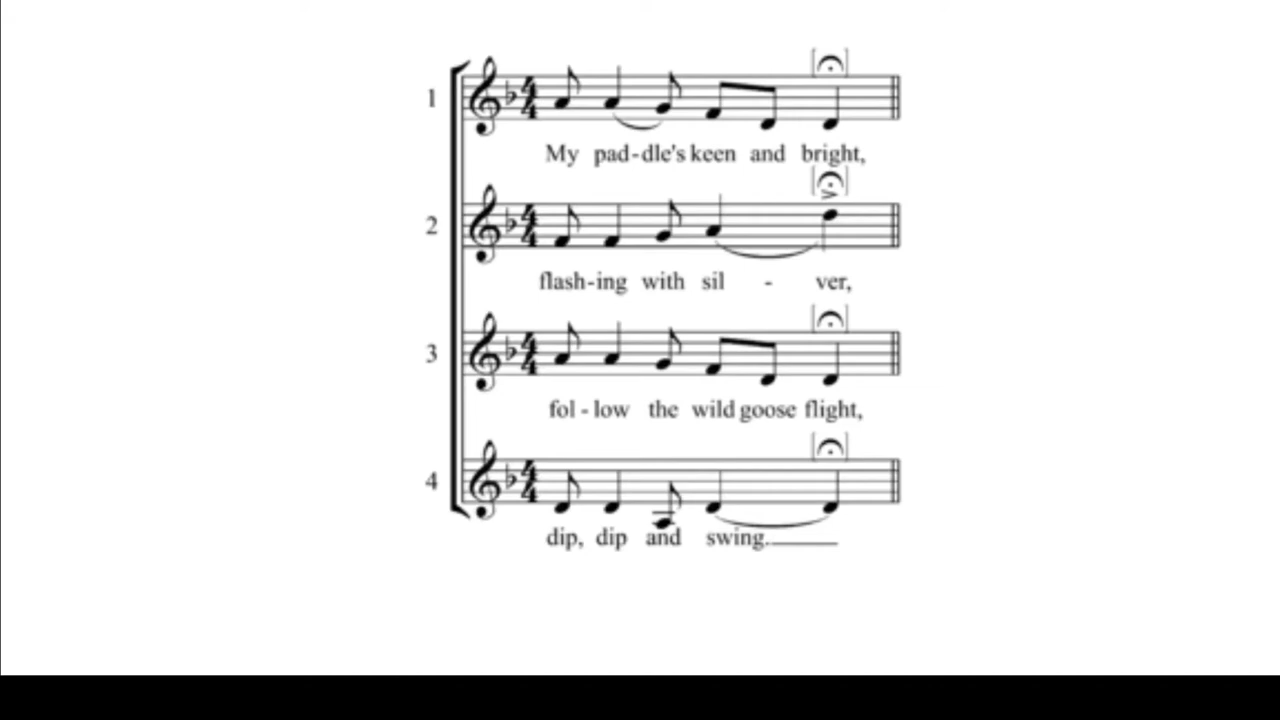 1
My pad-dle's keen and bright,
2
flash-ing with sil - ver,
3
fol - low the wild goose flight,
4
dip, dip and swing.